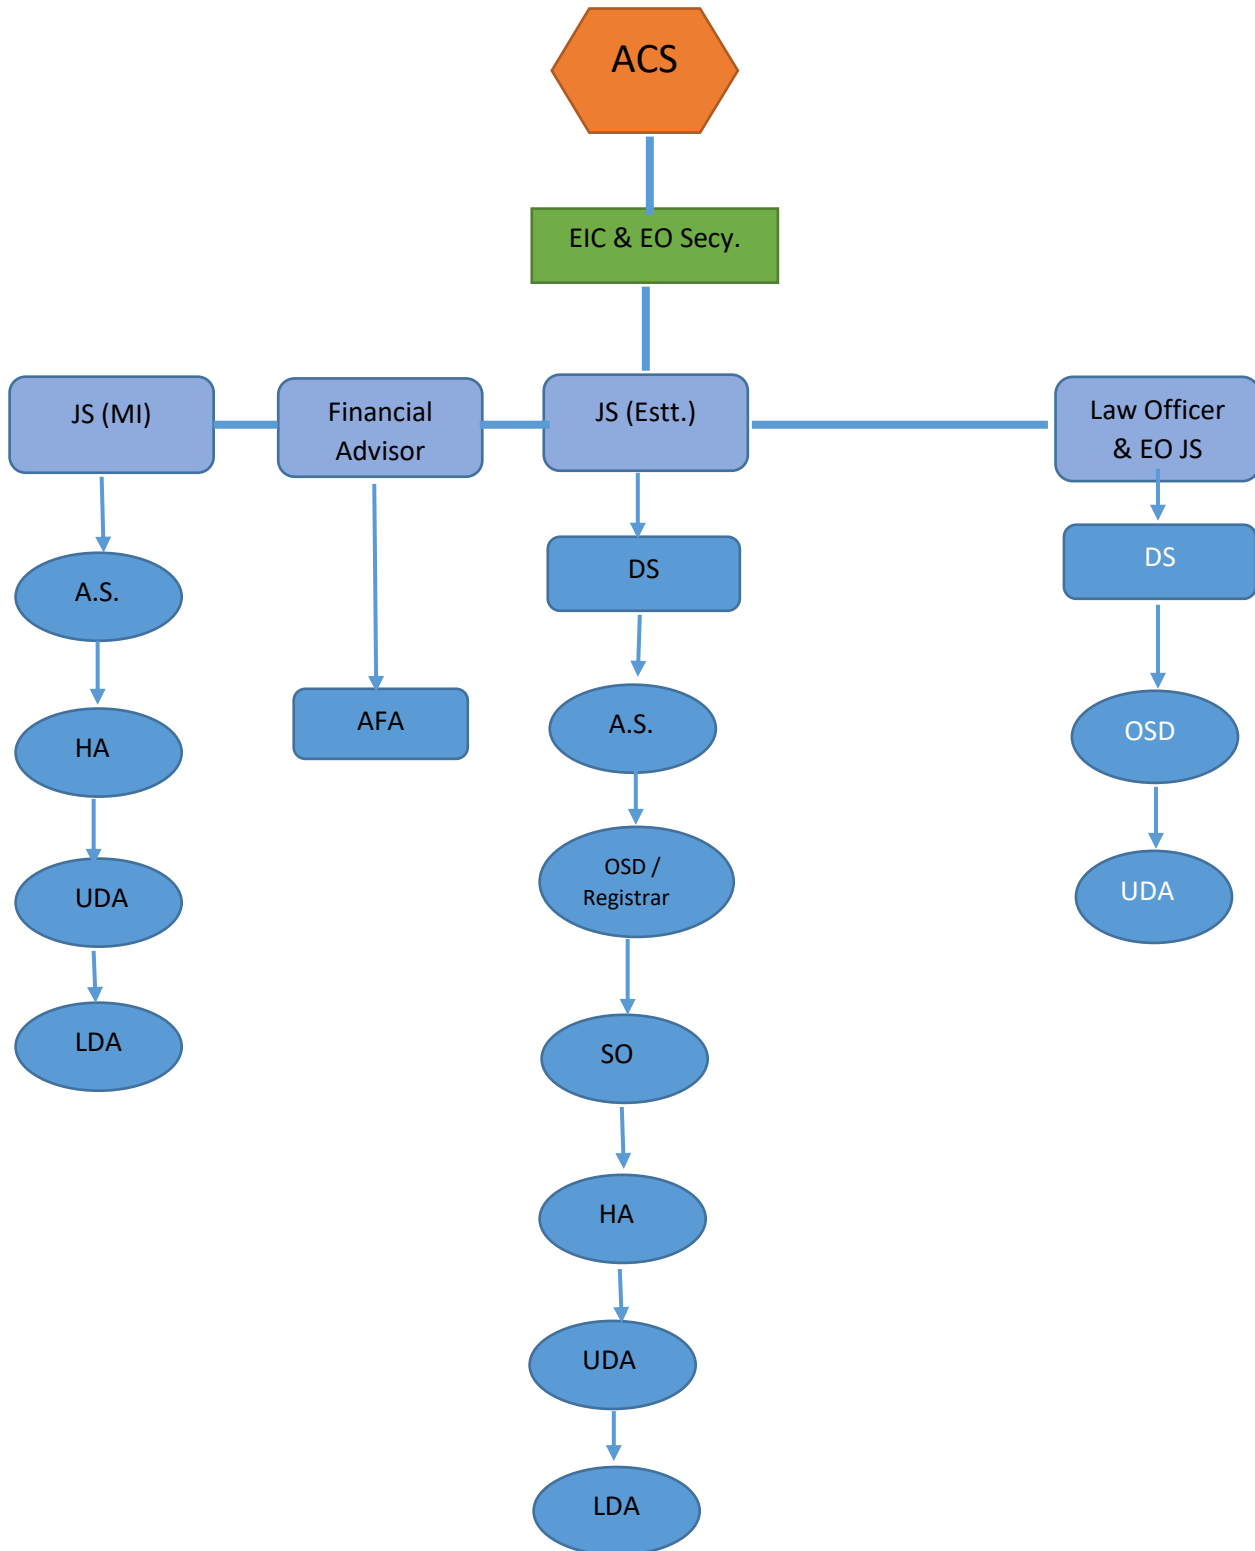 ACS
EIC & EO Secy.
JS (MI)
Financial
Advisor
JS (Estt.)
Law Officer
& EO JS
A.S.
HA
UDA
LDA
AFA
DS
A.S.
OSD /
Registrar
SO
HA
UDA
LDA
DS
OSD
UDA